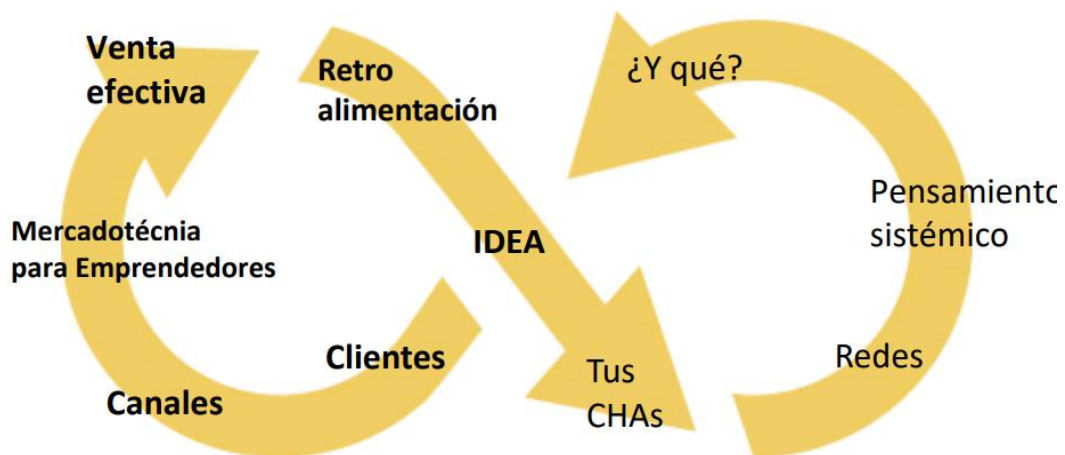 Venta
efectiva
Retro
alimentación
¿Y qué?
Pensamiento
sistémico
Mercadotécnia
para Emprendedores
IDEA
Clientes
Canales
Tus
CHAs
Redes